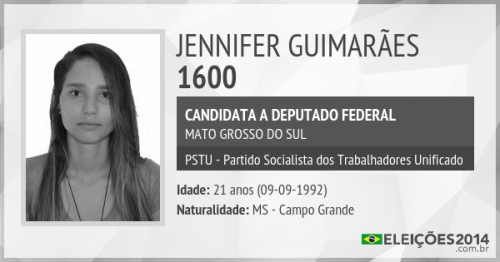 JENNIFER GUIMARÃES
1600
CANDIDATA A DEPUTADO FEDERAL
MATO GROSSO DO SUL
PSTU - Partido Socialista dos Trabalhadores Unificado
Idade: 21 anos (09-09-1992)
Naturalidade: MS - Campo Grande
ELEIÇÕES2014
.com.br